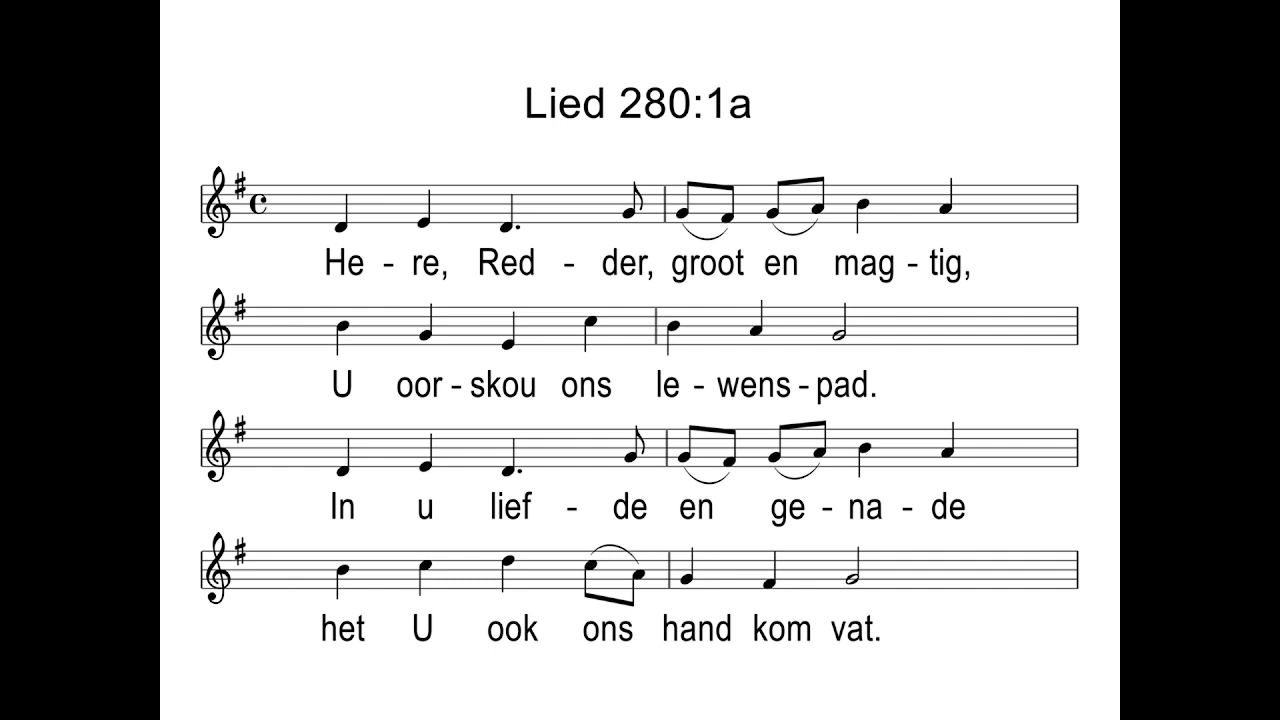 Lied 280:1a
He - re, Red - der, groot en mag - tig,
U oor - skou ons le - wens - pad.
In u lief - de en ge - na - de
het U ook ons hand kom vat.